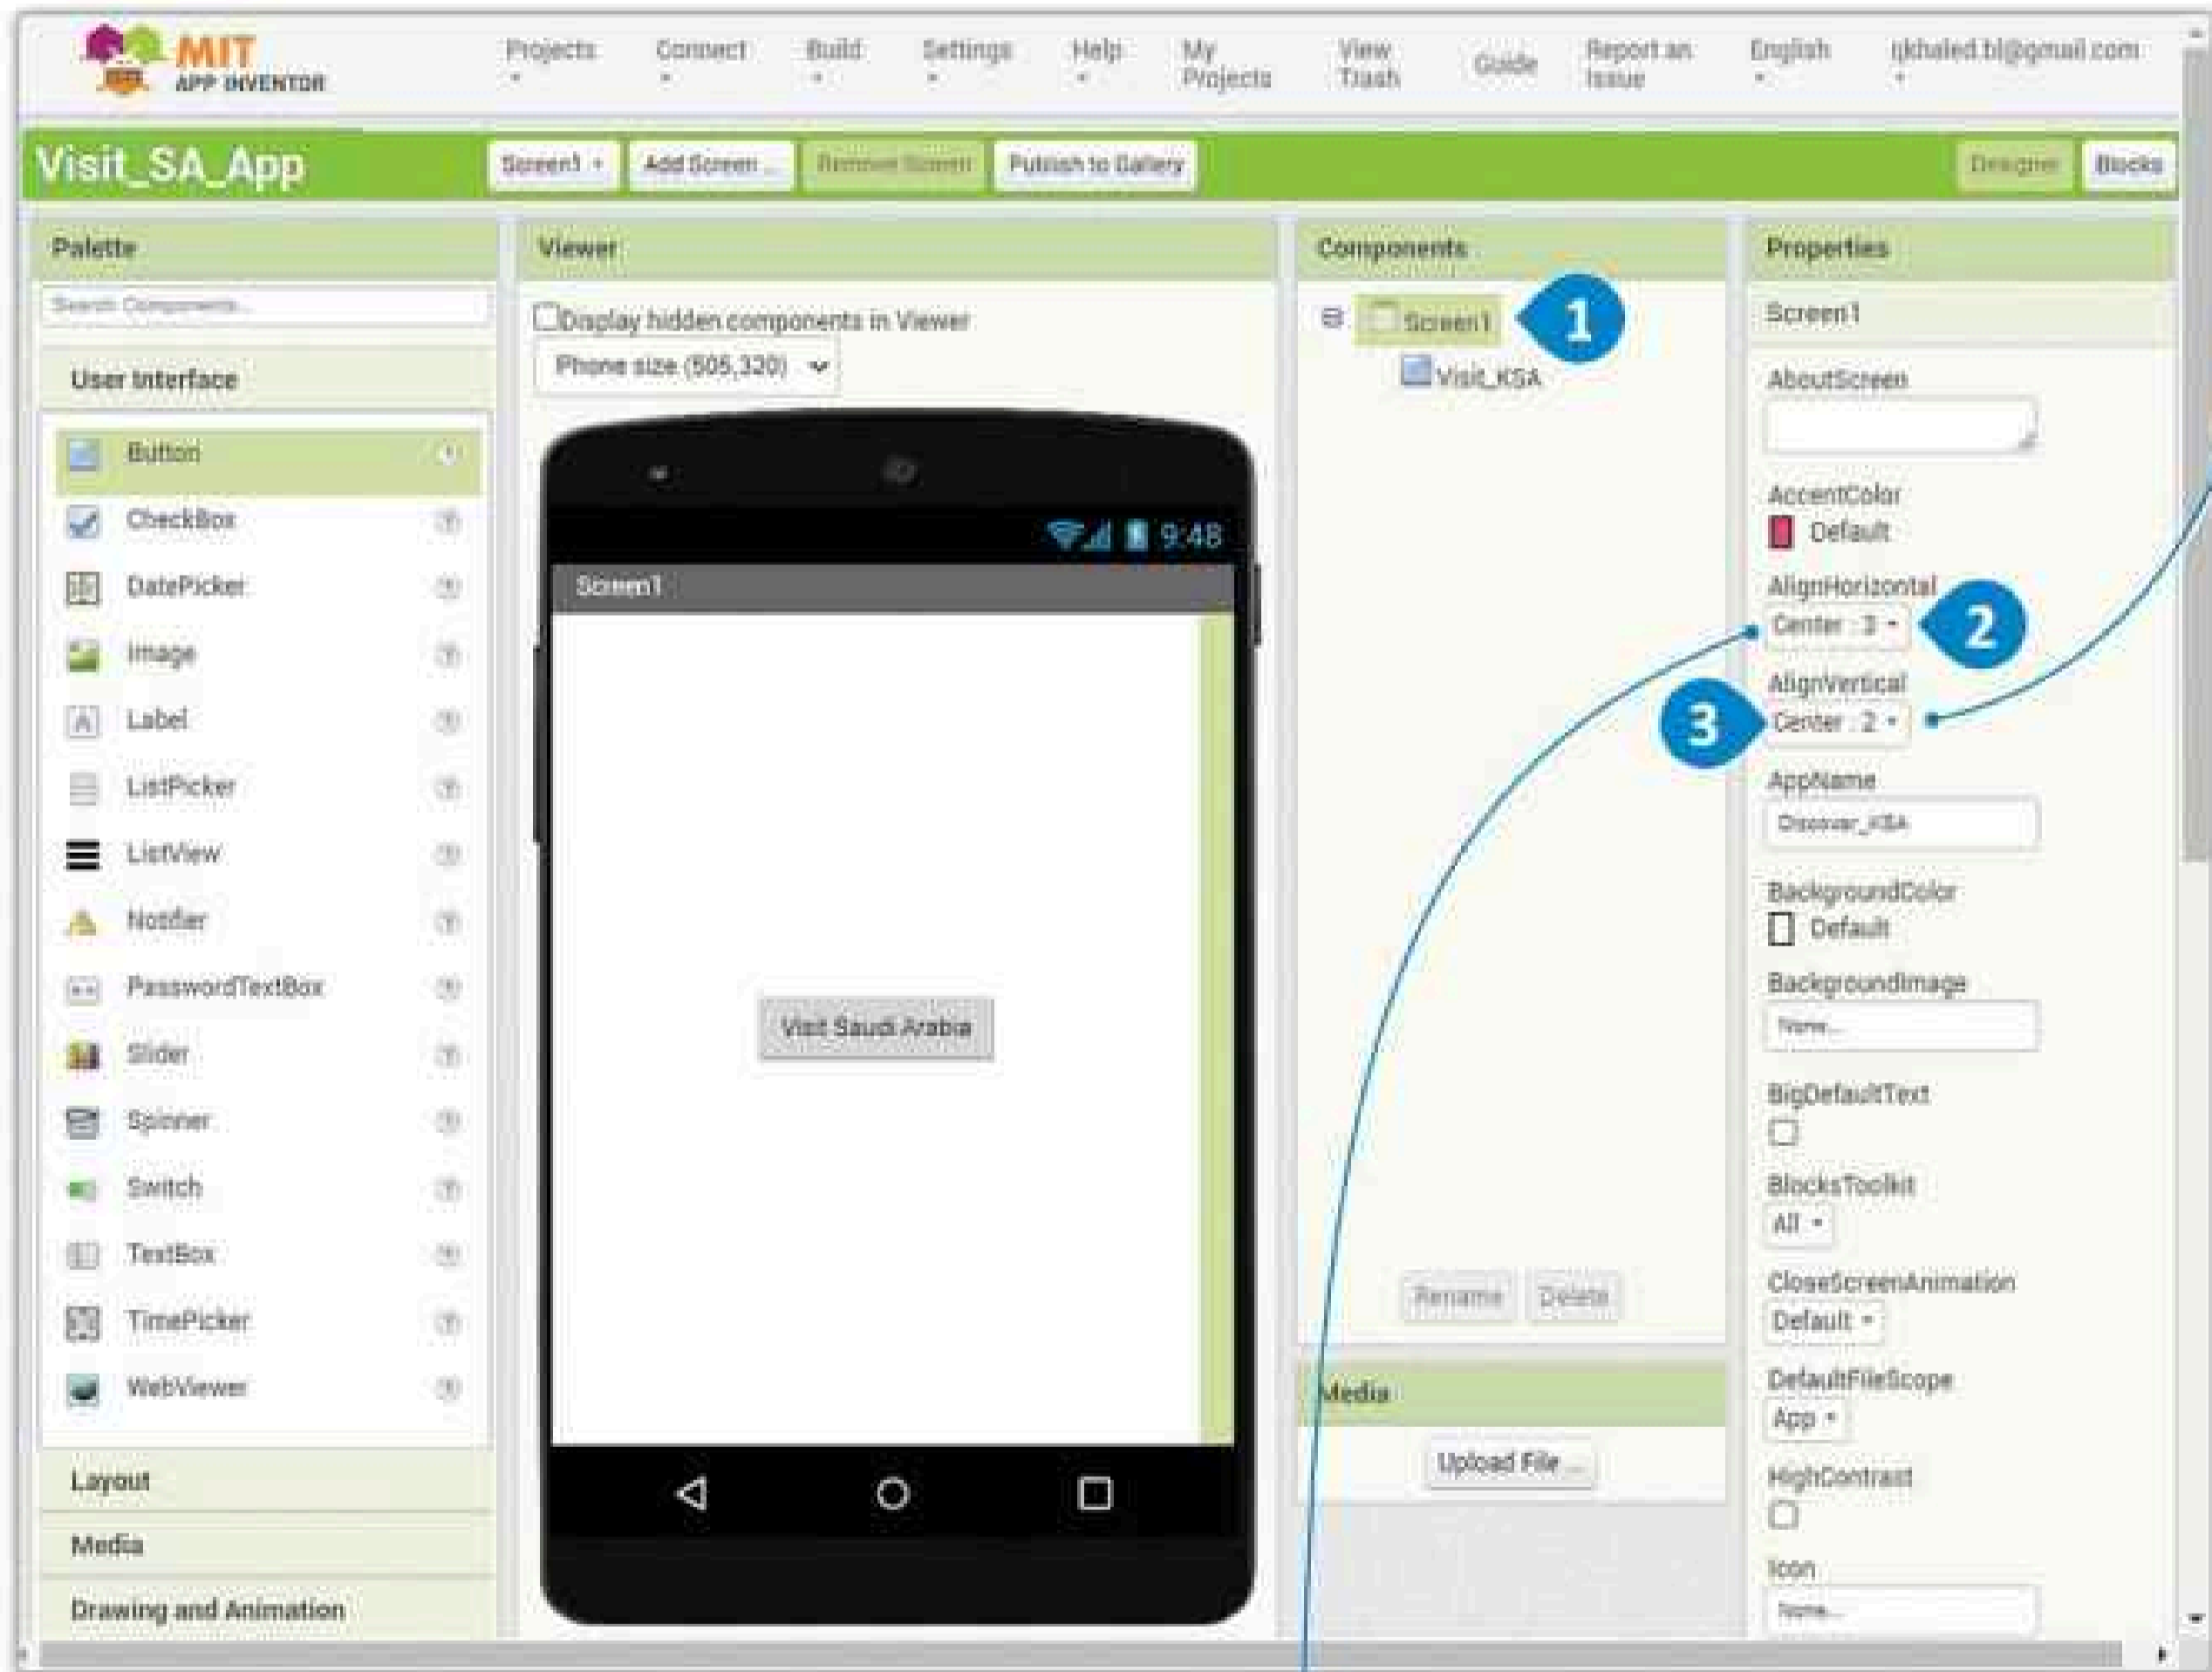 MIT
APP INVENTOR
Projects
Connect
Build
Settings
Help
My
Projects
View
Trash
Guide
Report an
Issue
English
Visit_SA_App
Screen1
Add Screen ...
Remove Screen
Publish to Gallery
Designer
Blocks
Palette
Search Components...
User Interface
Button
CheckBox
DatePicker
Image
Label
ListPicker
ListView
Notifier
PasswordTextBox
Slider
Spinner
Switch
TextBox
TimePicker
WebViewer
Layout
Media
Drawing and Animation
Viewer
Display hidden components in Viewer
Phone size (505,320)
9:48
Screen1
Visit Saudi Arabia
Components
Screen1
1
Visit_KSA
Rename
Delete
Media
Upload File ...
Properties
Screen1
AboutScreen
AccentColor
Default
AlignHorizontal
Center : 3
2
AlignVertical
3
Center : 2
AppName
Discover_KSA
BackgroundColor
Default
BackgroundImage
None...
BigDefaultText
BlocksToolkit
All
CloseScreenAnimation
Default
DefaultFileScope
App
HighContrast
Icon
None...